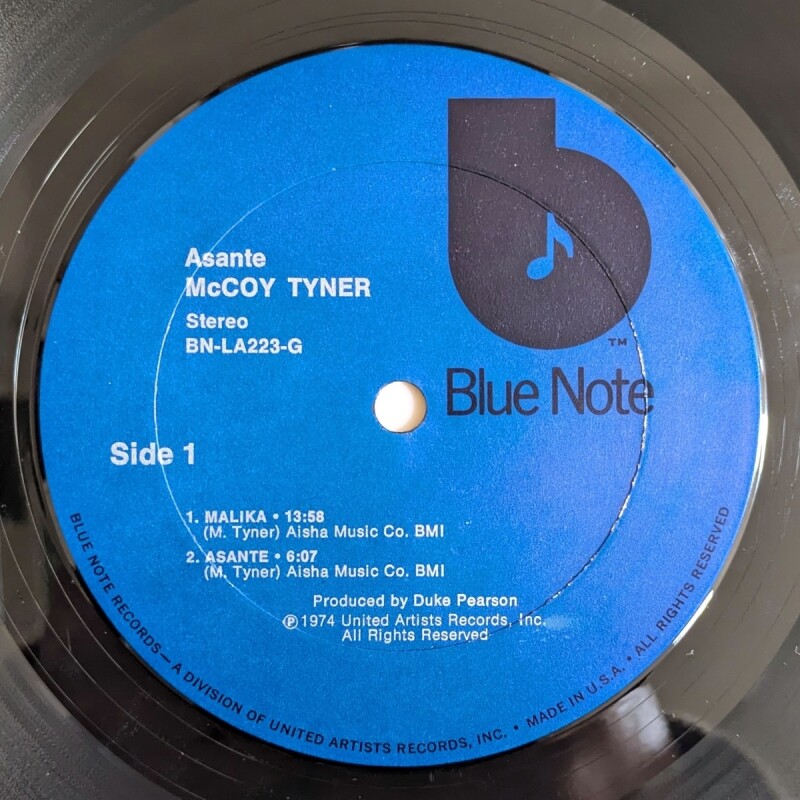 Asante
McCOY TYNER
Stereo
BN-LA223-G
TM
Blue Note
Side 1
1. MALIKA • 13:58
(M. Tyner) Aisha Music Co. BMI
2. ASANTE • 6:07
(M. Tyner) Aisha Music Co. BMI
Produced by Duke Pearson
℗1974 United Artists Records, Inc.
All Rights Reserved
BLUE NOTE RECORDS—A DIVISION OF UNITED ARTISTS RECORDS, INC. • MADE IN U.S.A. • ALL RIGHTS RESERVED